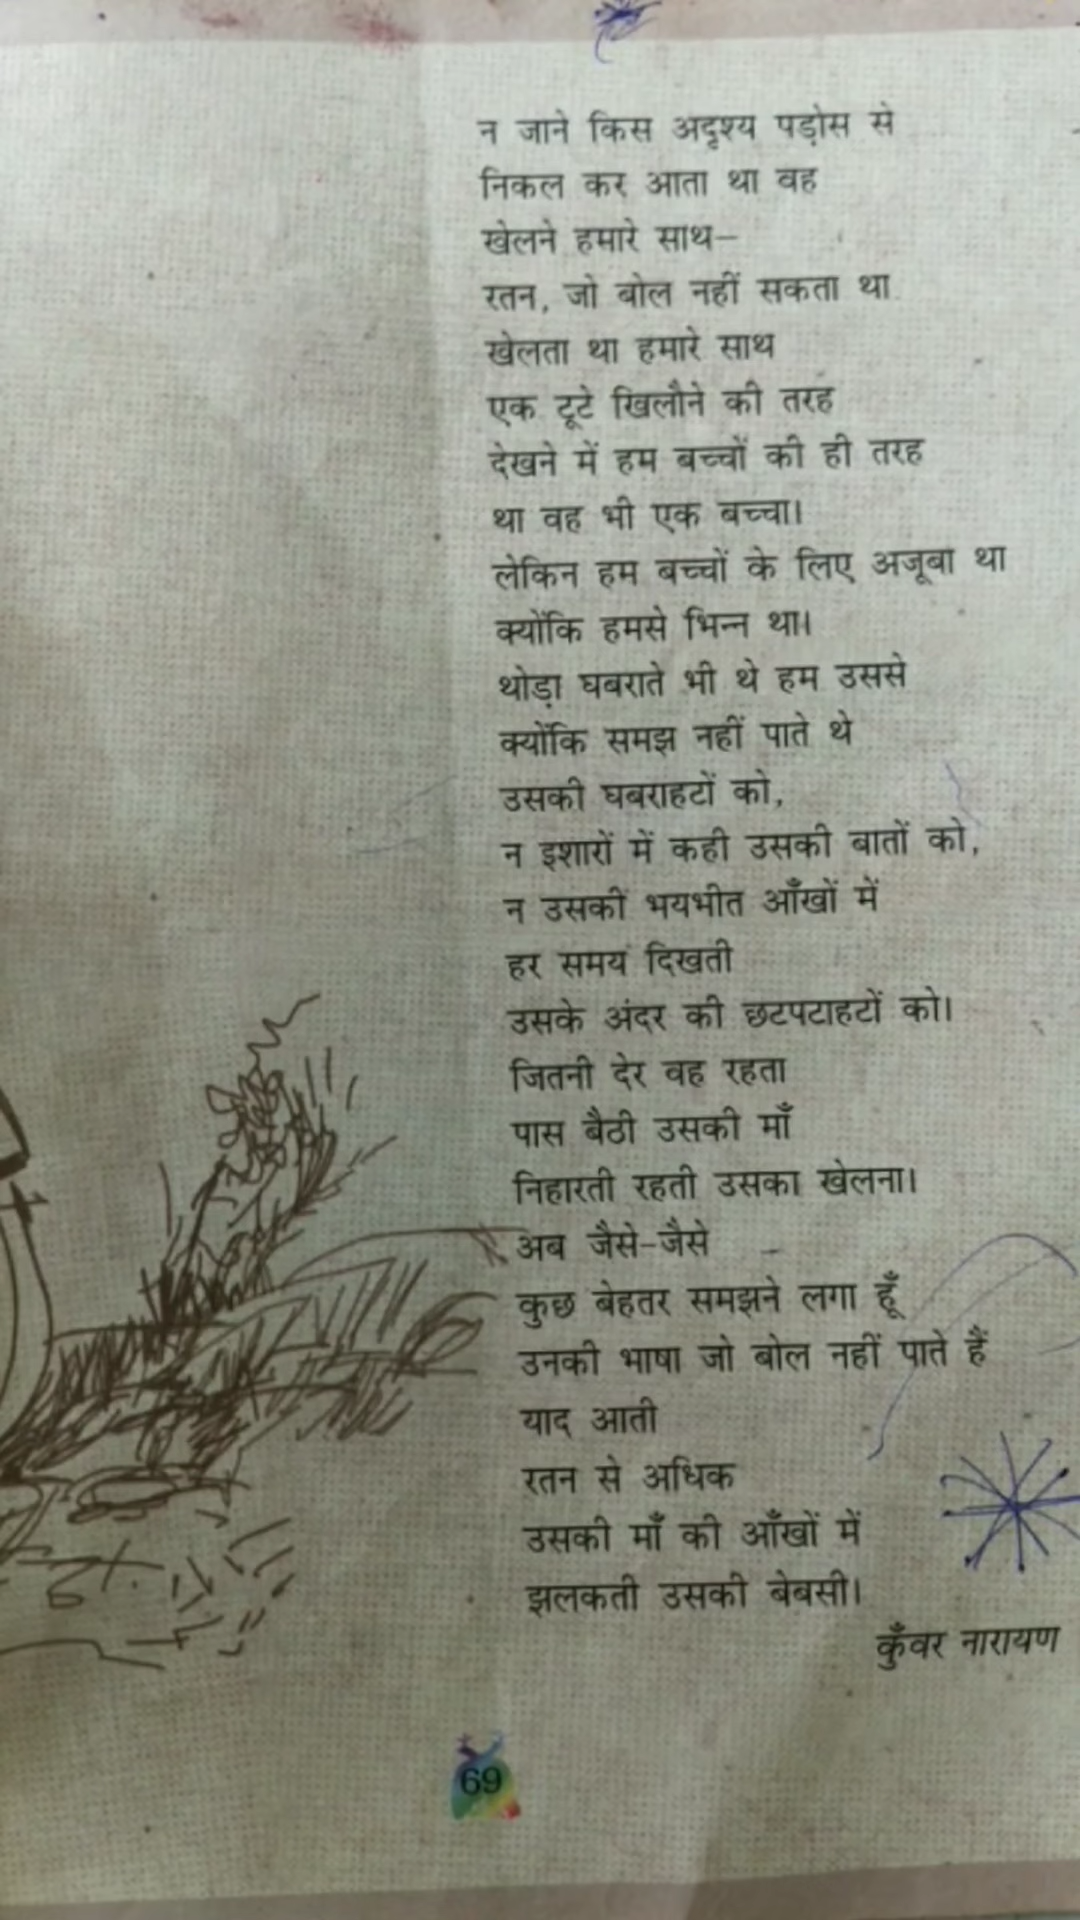 न जाने किस अदृश्य पड़ोस से
निकल कर आता था वह
खेलने हमारे साथ–
रतन, जो बोल नहीं सकता था
खेलता था हमारे साथ
एक टूटे खिलौने की तरह
देखने में हम बच्चों की ही तरह
था वह भी एक बच्चा।
लेकिन हम बच्चों के लिए अजूबा था
क्योंकि हमसे भिन्न था।
थोड़ा घबराते भी थे हम उससे
क्योंकि समझ नहीं पाते थे
उसकी घबराहटों को,
न इशारों में कही उसकी बातों को,
न उसकी भयभीत आँखों में
हर समय दिखती
उसके अंदर की छटपटाहटों को।
जितनी देर वह रहता
पास बैठी उसकी माँ
निहारती रहती उसका खेलना।
अब जैसे-जैसे
कुछ बेहतर समझने लगा हूँ
उनकी भाषा जो बोल नहीं पाते हैं
याद आती
रतन से अधिक
उसकी माँ की आँखों में
झलकती उसकी बेबसी।
कुँवर नारायण
69